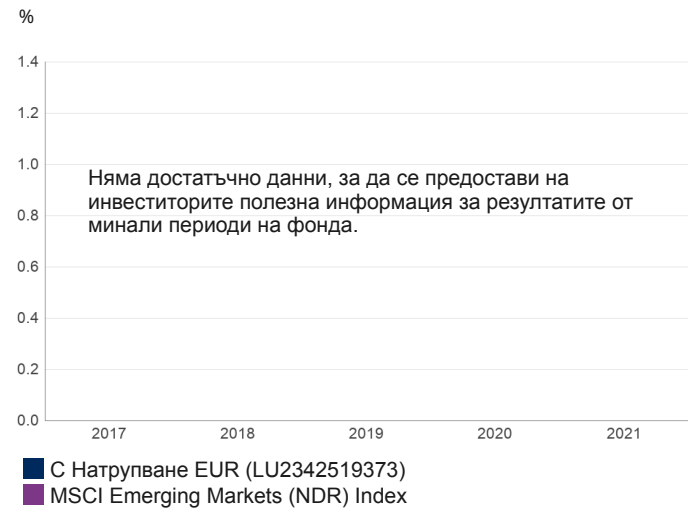 %
1.4
1.2
1.0
Няма достатъчно данни, за да се предостави на
инвеститорите полезна информация за резултатите от
минали периоди на фонда.
0.8
0.6
0.4
0.2
0.0
2017 2018 2019 2020 2021
С Натрупване EUR (LU2342519373)
MSCI Emerging Markets (NDR) Index